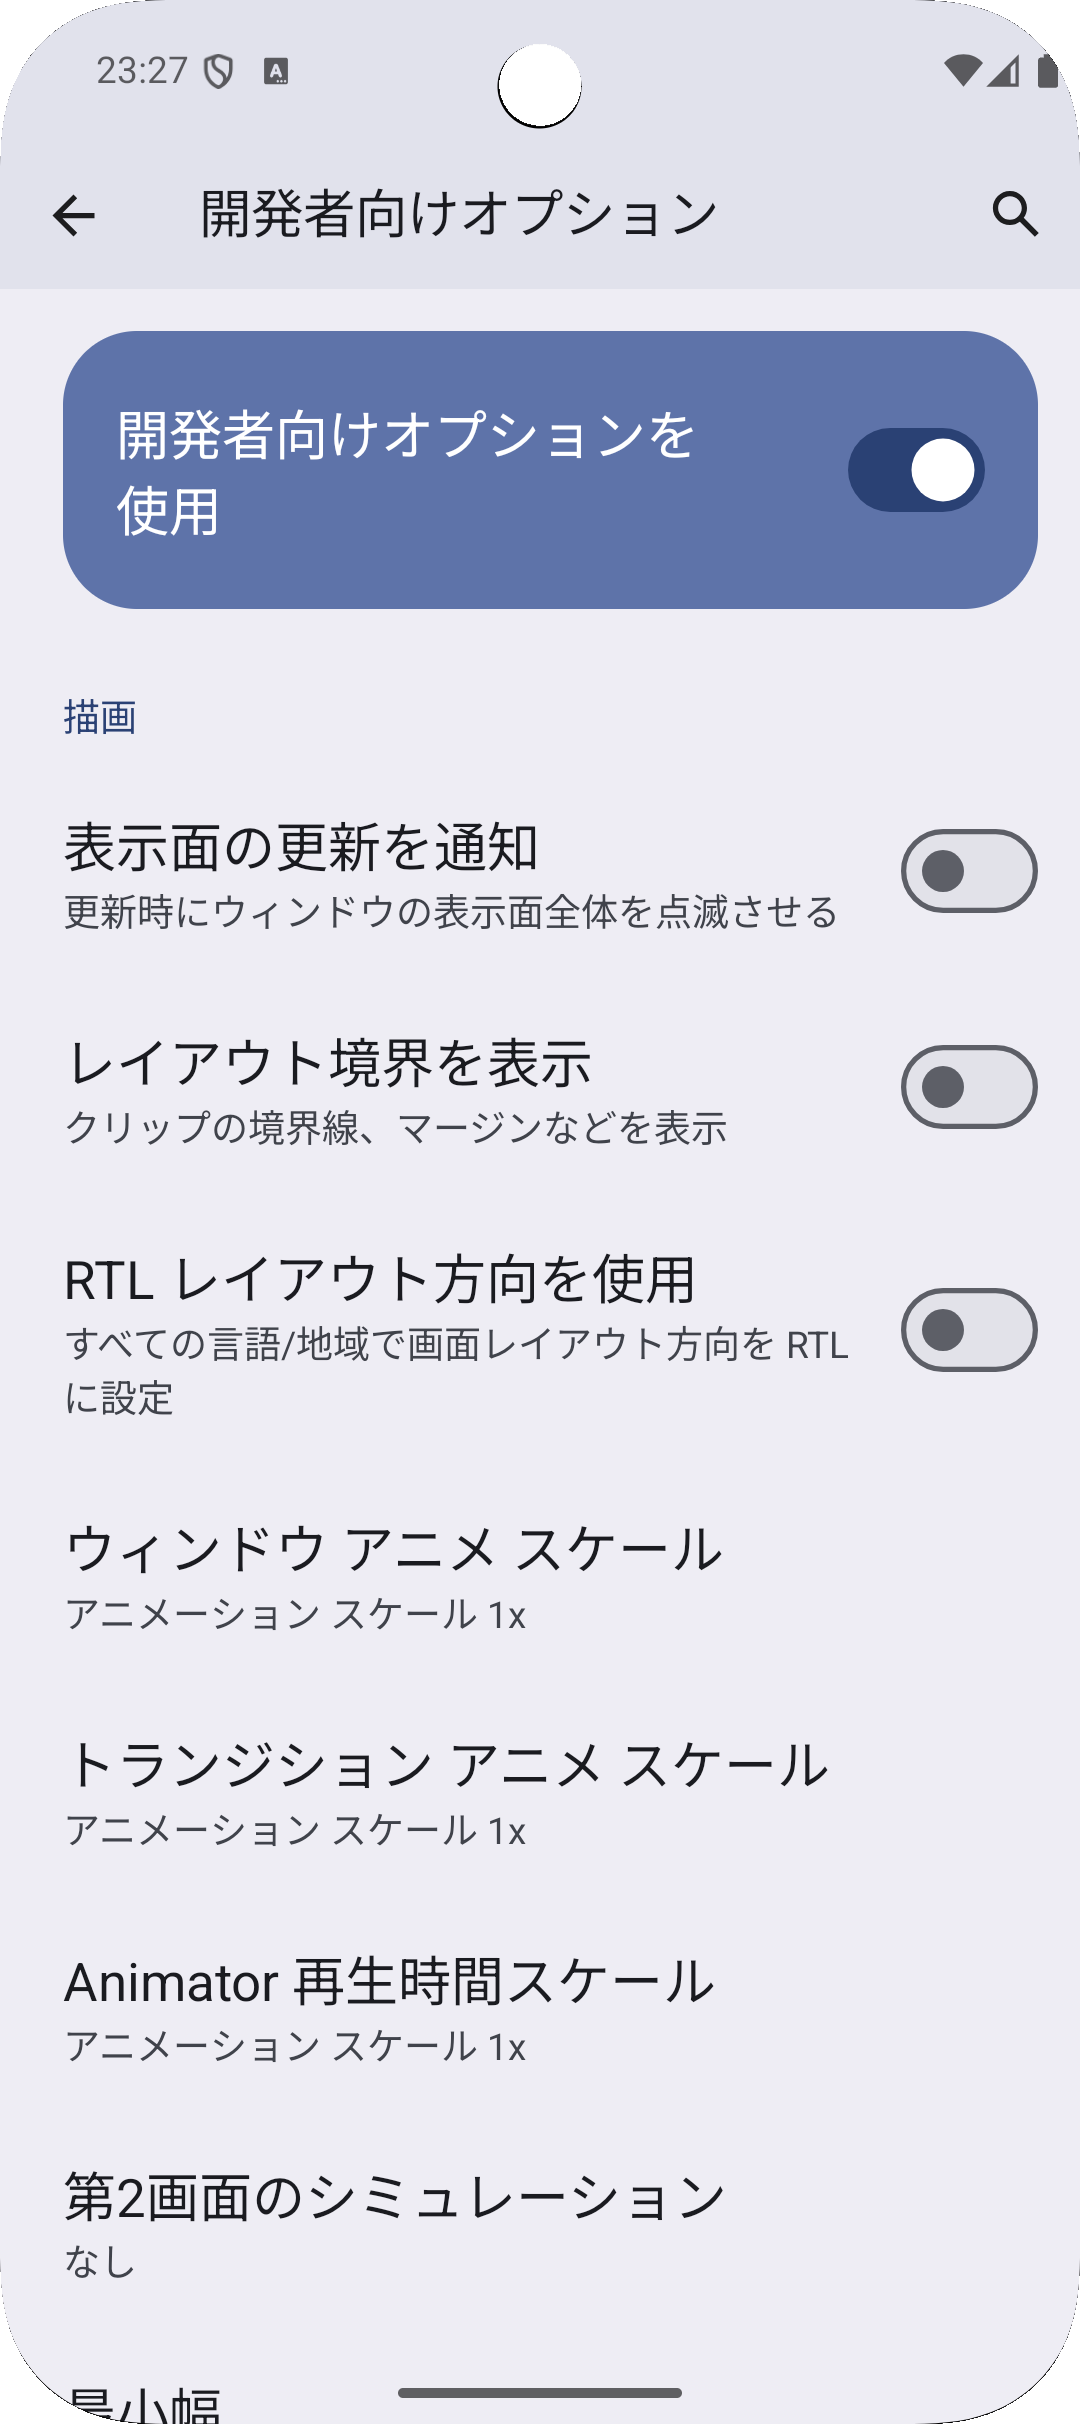 23:27
開発者向けオプション
開発者向けオプションを
使用
描画
表示面の更新を通知
更新時にウィンドウの表示面全体を点滅させる
レイアウト境界を表示
クリップの境界線、マージンなどを表示
RTL レイアウト方向を使用
すべての言語/地域で画面レイアウト方向を RTL
に設定
ウィンドウ アニメ スケール
アニメーション スケール 1x
トランジション アニメ スケール
アニメーション スケール 1x
Animator 再生時間スケール
アニメーション スケール 1x
第2画面のシミュレーション
なし
最小幅